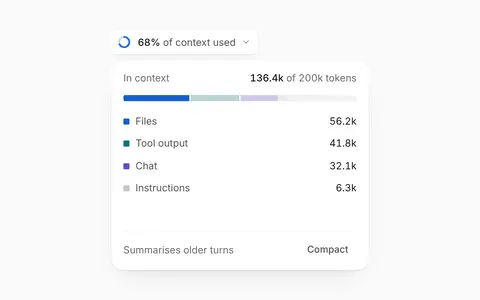 68% of context used
In context 136.4k of 200k tokens
Files 56.2k
Tool output 41.8k
Chat 32.1k
Instructions 6.3k
Summarises older turns Compact